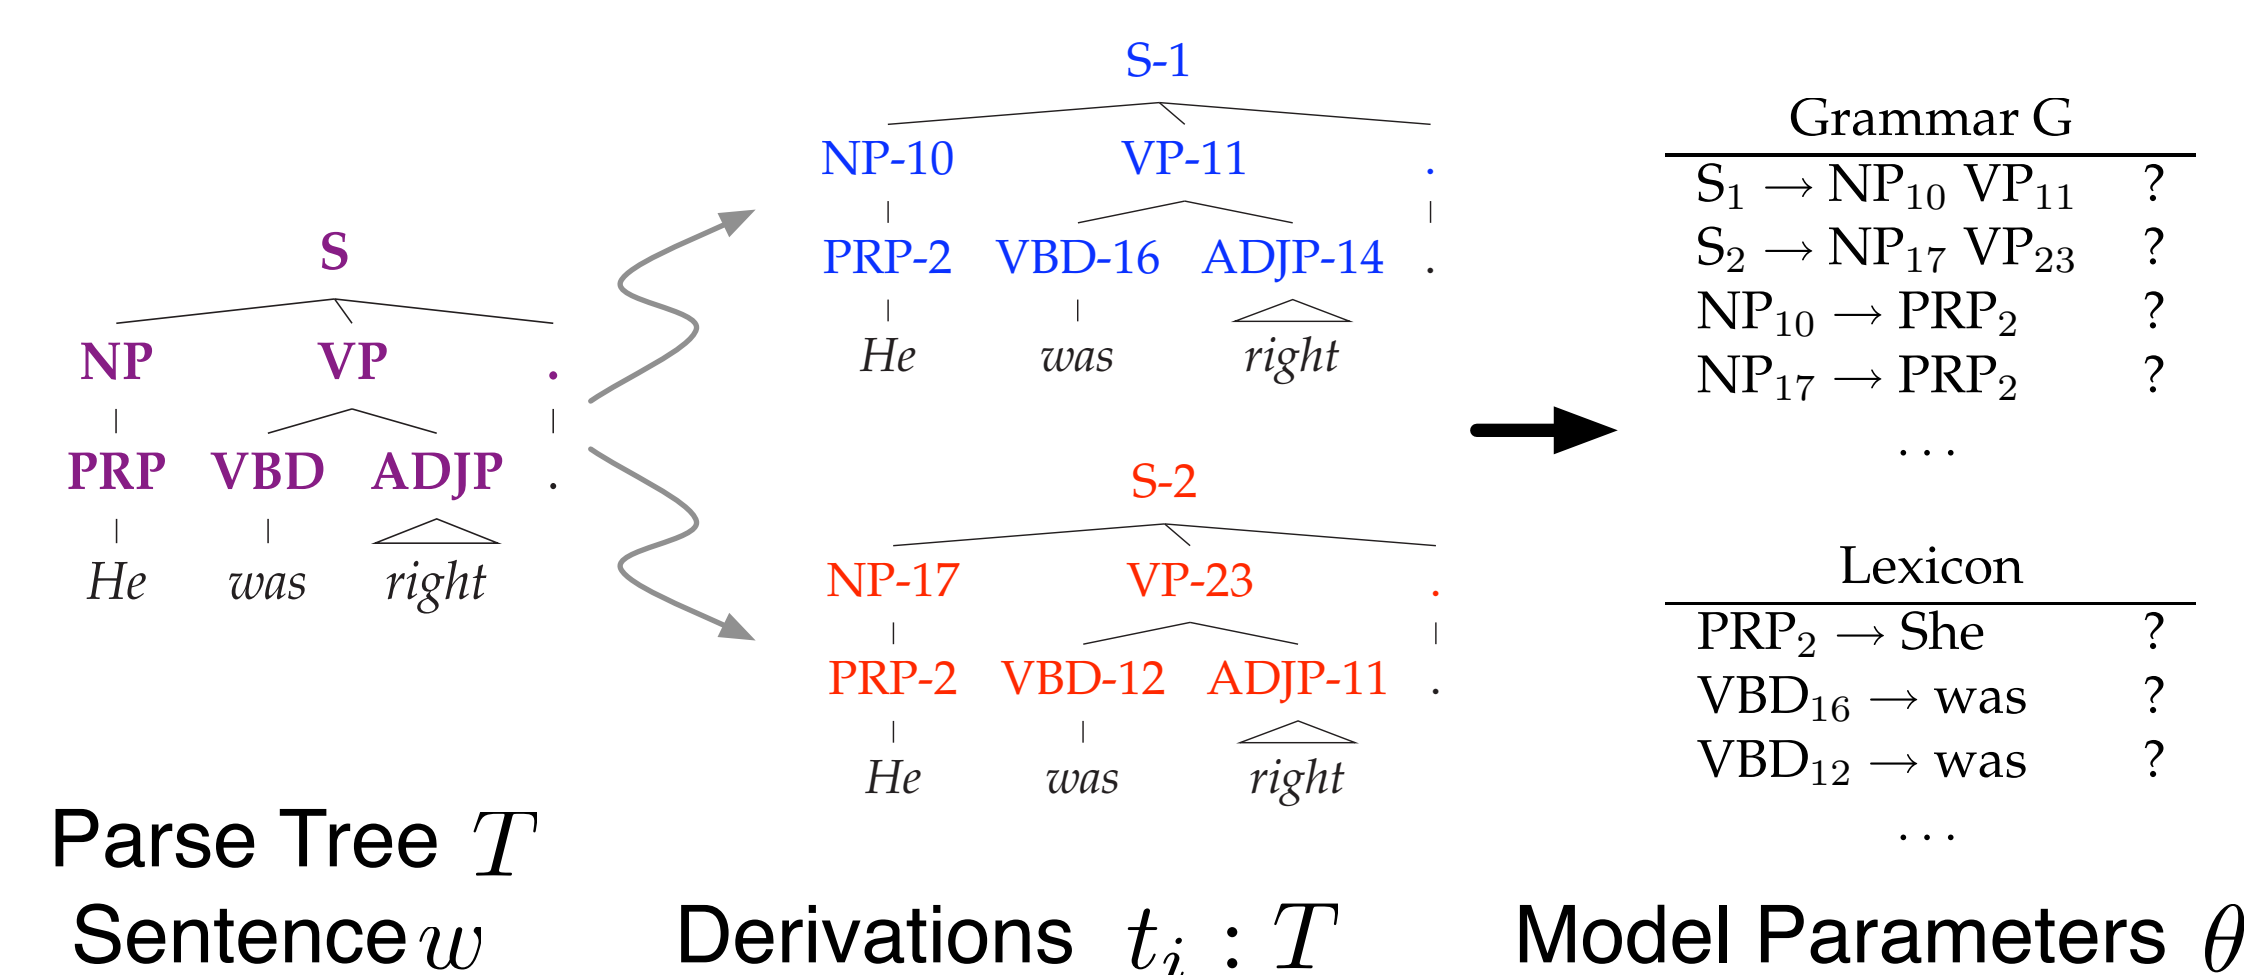 S
NP VP .
PRP VBD ADJP .
He was right
Parse Tree T
Sentence w
S-1
NP-10 VP-11 .
PRP-2 VBD-16 ADJP-14 .
He was right
S-2
NP-17 VP-23 .
PRP-2 VBD-12 ADJP-11 .
He was right
Derivations t_i : T
Grammar G
S₁ → NP₁₀ VP₁₁ ?
S₂ → NP₁₇ VP₂₃ ?
NP₁₀ → PRP₂ ?
NP₁₇ → PRP₂ ?
. . .
Lexicon
PRP₂ → She ?
VBD₁₆ → was ?
VBD₁₂ → was ?
. . .
Model Parameters θ